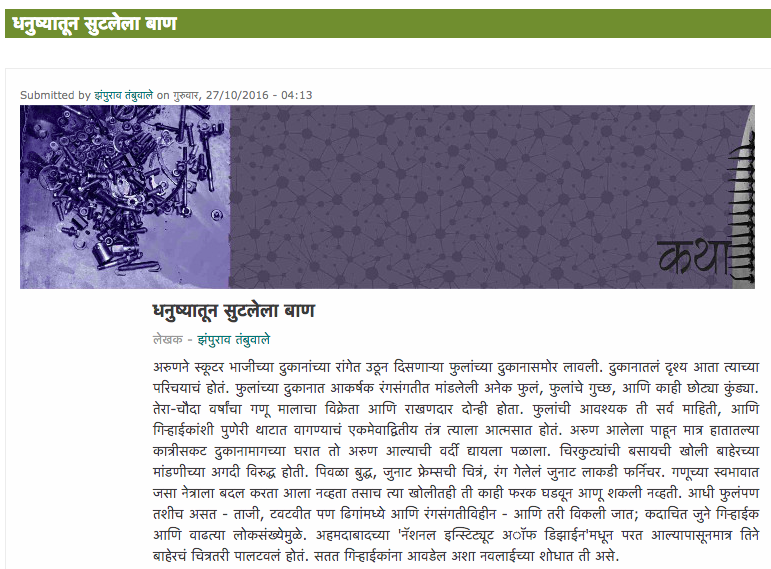 धनुष्यातून सुटलेला बाण
Submitted by झंपुराव तंबुवाले on गुरुवार, 27/10/2016 - 04:13
कथा
धनुष्यातून सुटलेला बाण
लेखक - झंपुराव तंबुवाले
अरुणने स्कूटर भाजीच्या दुकानांच्या रांगेत उठून दिसणाऱ्या फुलांच्या दुकानासमोर लावली. दुकानातलं दृश्य आता त्याच्या
परिचयाचं होतं. फुलांच्या दुकानात आकर्षक रंगसंगतीत मांडलेली अनेक फुलं, फुलांचे गुच्छ, आणि काही छोट्या कुंड्या.
तेरा-चौदा वर्षांचा गणू मालाचा विक्रेता आणि राखणदार दोन्ही होता. फुलांची आवश्यक ती सर्व माहिती, आणि
गिऱ्हाईकांशी पुणेरी थाटात वागण्याचं एकमेवाद्वितीय तंत्र त्याला आत्मसात होतं. अरुण आलेला पाहून मात्र हातातल्या
कात्रीसकट दुकानामागच्या घरात तो अरुण आल्याची वर्दी द्यायला पळाला. चिरकुट्यांची बसायची खोली बाहेरच्या
मांडणीच्या अगदी विरुद्ध होती. पिवळा बुद्ध, जुनाट फ्रेम्सची चित्रं, रंग गेलेलं जुनाट लाकडी फर्निचर. गणूच्या स्वभावात
जसा नेत्राला बदल करता आला नव्हता तसाच त्या खोलीतही ती काही फरक घडवून आणू शकली नव्हती. आधी फुलंपण
तशीच असत - ताजी, टवटवीत पण ढिगांमध्ये आणि रंगसंगतीविहीन - आणि तरी विकली जात; कदाचित जुने गिऱ्हाईक
आणि वाढत्या लोकसंख्येमुळे. अहमदाबादच्या 'नॅशनल इन्स्टिट्यूट अॉफ डिझाईन'मधून परत आल्यापासूनमात्र तिने
बाहेरचं चित्रतरी पालटवलं होतं. सतत गिऱ्हाईकांना आवडेल अशा नवलाईच्या शोधात ती असे.